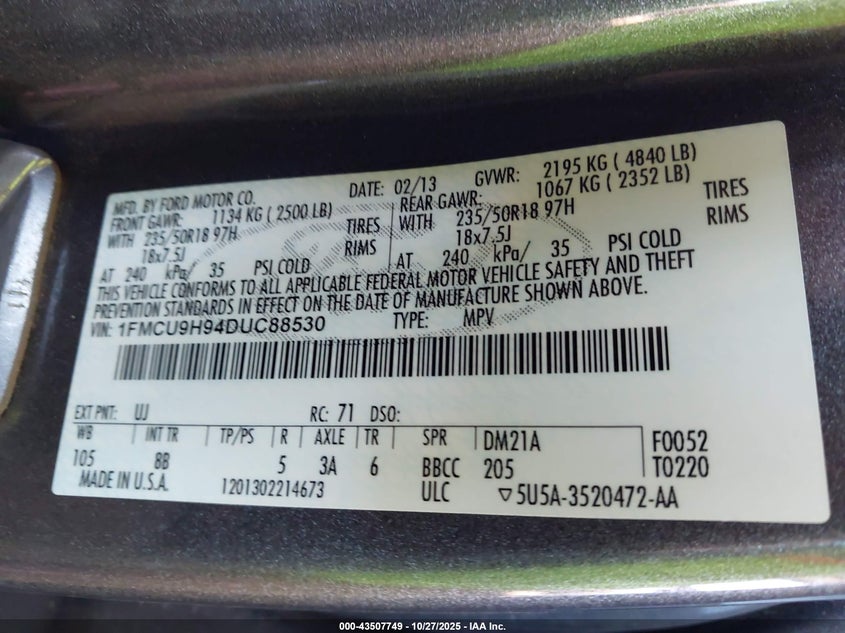 MFD. BY FORD MOTOR CO. DATE: 02/13 GVWR: 2195 KG ( 4840 LB)
FRONT GAWR: 1134 KG ( 2500 LB) REAR GAWR: 1067 KG ( 2352 LB)
WITH 235/50R18 97H TIRES WITH 235/50R18 97H TIRES
18x7.5J RIMS 18x7.5J RIMS
AT 240 kPa/ 35 PSI COLD AT 240 kPa/ 35 PSI COLD
THIS VEHICLE CONFORMS TO ALL APPLICABLE FEDERAL MOTOR VEHICLE SAFETY AND THEFT
PREVENTION STANDARDS IN EFFECT ON THE DATE OF MANUFACTURE SHOWN ABOVE.
VIN: 1FMCU9H94DUC88530 TYPE: MPV
EXT PNT: UJ RC: 71 DSO:
WB INT TR TP/PS R AXLE TR SPR DM21A F0052
105 8B 5 3A 6 BBCC 205 T0220
MADE IN U.S.A. 1201302214673 ULC ▽5U5A-3520472-AA
000-43507749 - 10/27/2025 - IAA Inc.